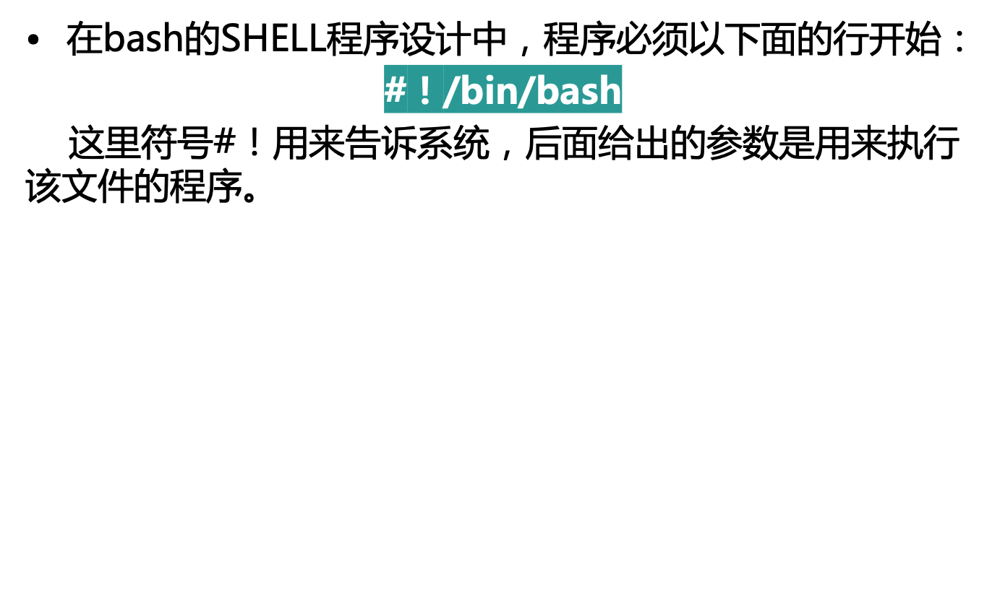 • 在bash的SHELL程序设计中，程序必须以下面的行开始：
#！/bin/bash
这里符号#！用来告诉系统，后面给出的参数是用来执行
该文件的程序。